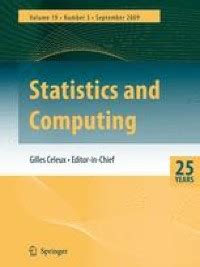 Volume 19 • Number 3 • September 2009
Statistics and
Computing
Gilles Celeux • Editor-in-Chief
25
YEARS
Springer